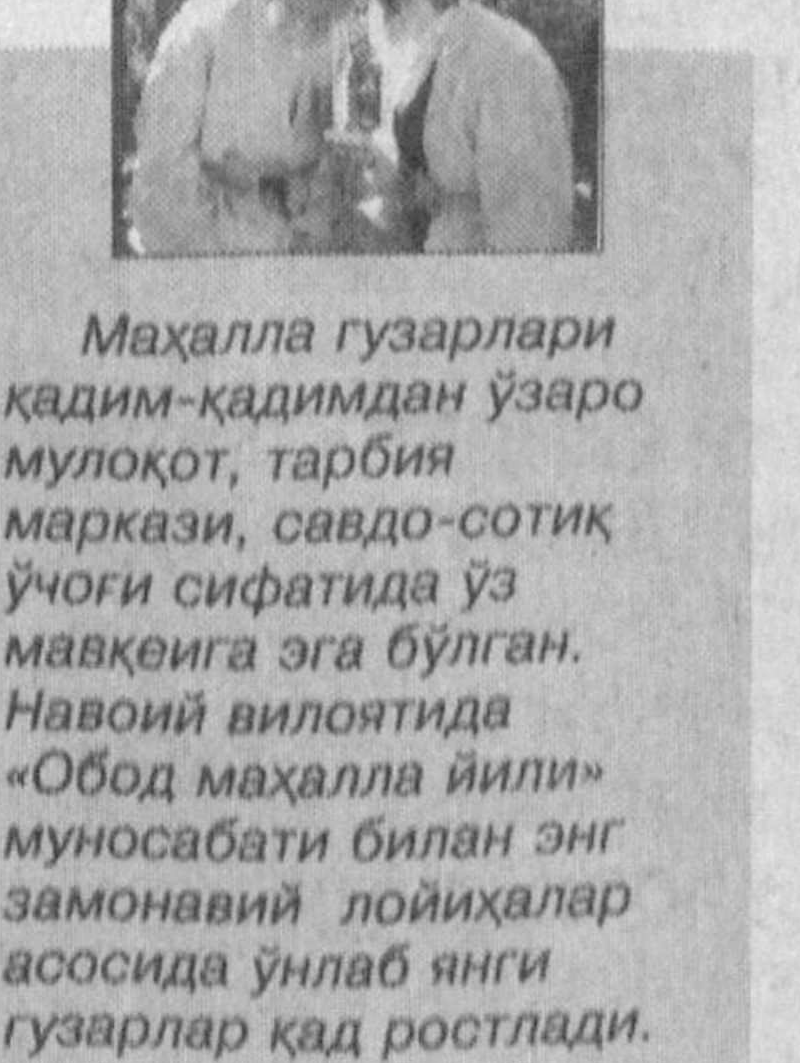 Маҳалла гузарлари
қадим-қадимдан ўзаро
мулоқот, тарбия
маркази, савдо-сотиқ
ўчоғи сифатида ўз
мавқеига эга бўлган.
Навоий вилоятида
«Обод маҳалла йили»
муносабати билан энг
замонавий лойиҳалар
асосида ўнлаб янги
гузарлар қад ростлади.